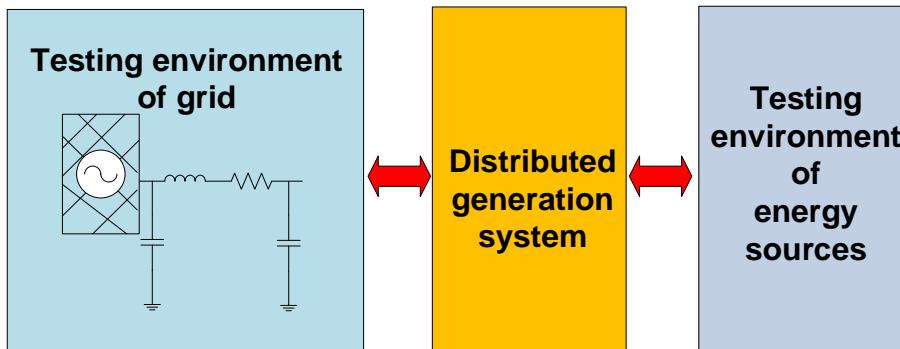 Testing environment
of grid
Distributed
generation
system
Testing
environment
of
energy
sources